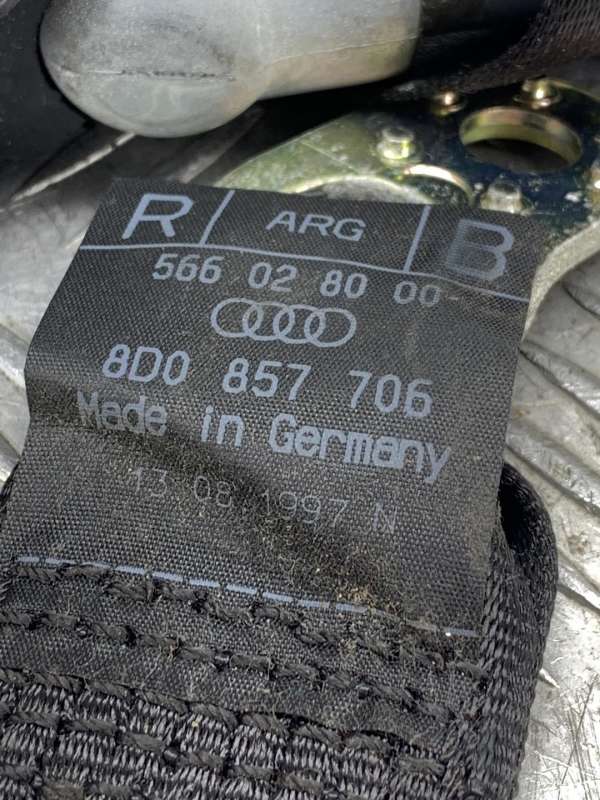 R ARG B
566 02 80 00-
8D0 857 706
Made in Germany
13 08 1997 N